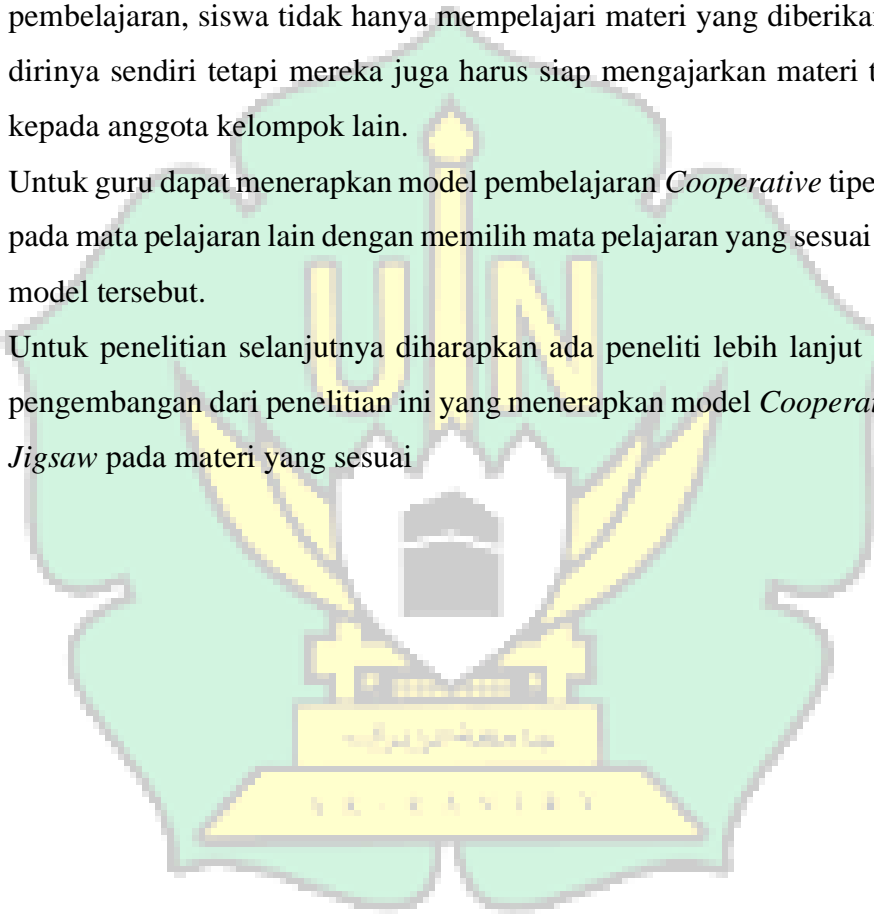 pembelajaran, siswa tidak hanya mempelajari materi yang diberikan
dirinya sendiri tetapi mereka juga harus siap mengajarkan materi t
kepada anggota kelompok lain.
Untuk guru dapat menerapkan model pembelajaran Cooperative tipe
pada mata pelajaran lain dengan memilih mata pelajaran yang sesuai
model tersebut.
Untuk penelitian selanjutnya diharapkan ada peneliti lebih lanjut
pengembangan dari penelitian ini yang menerapkan model Coopera
Jigsaw pada materi yang sesuai
UIN